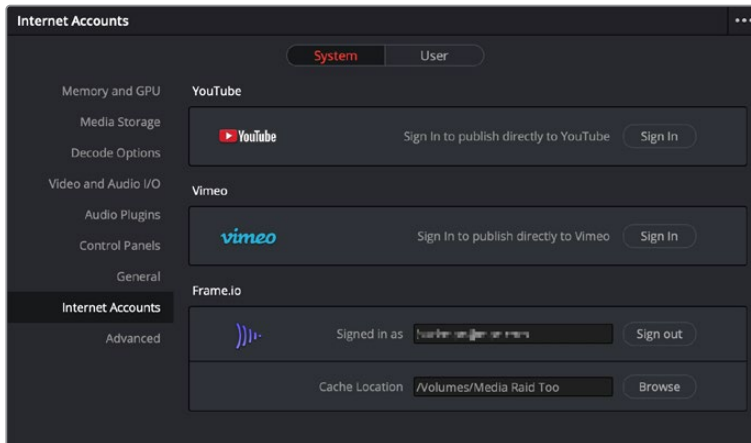 Internet Accounts
System User
Memory and GPU
Media Storage
Decode Options
Video and Audio I/O
Audio Plugins
Control Panels
General
Internet Accounts
Advanced
YouTube
YouTube Sign In to publish directly to YouTube Sign In
Vimeo
vimeo Sign In to publish directly to Vimeo Sign In
Frame.io
Signed in as Sign out
Cache Location /Volumes/Media Raid Too Browse